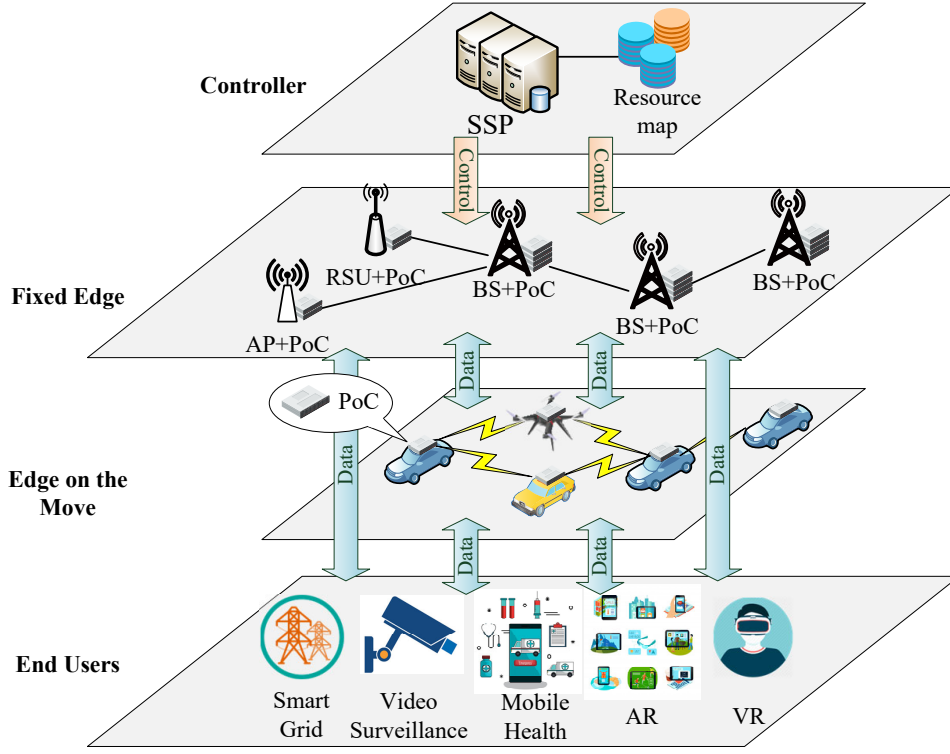 Controller
SSP
Resource
map
Control
Control
RSU+PoC
BS+PoC
BS+PoC
Fixed Edge
BS+PoC
AP+PoC
Data
Data
PoC
Data
Data
Edge on the
Move
Data
Data
End Users
Smart
Grid
Video
Surveillance
Mobile
Health
AR
VR